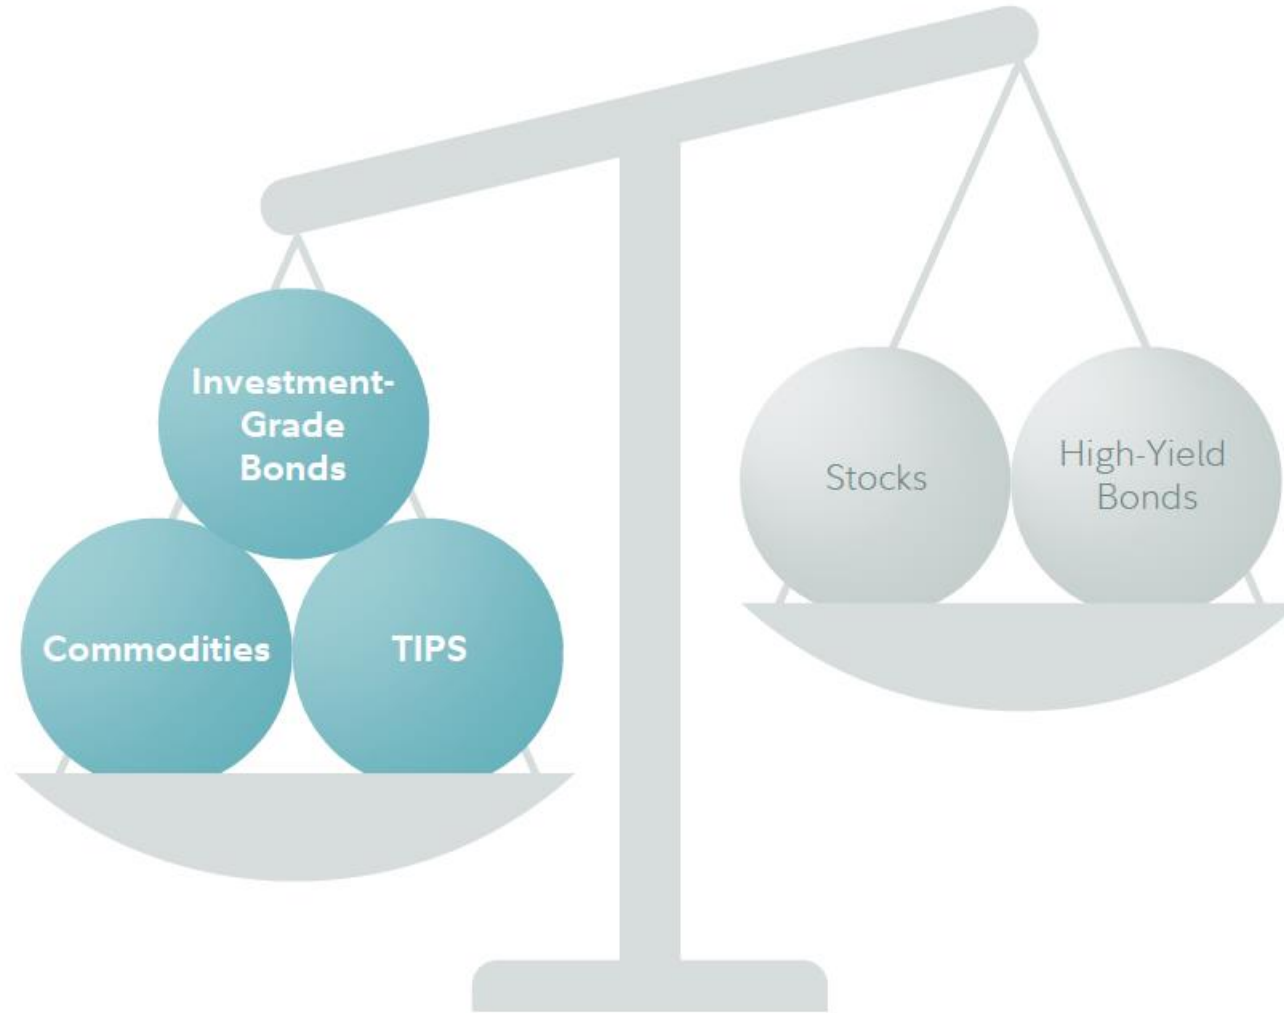 Investment-
Grade
Bonds
Commodities
TIPS
Stocks
High-Yield
Bonds